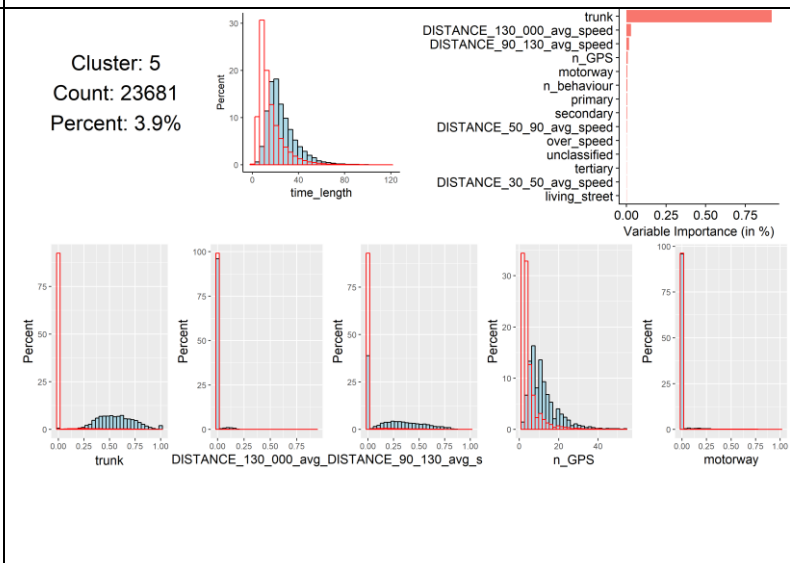 Cluster: 5
Count: 23681
Percent: 3.9%
Percent
30
20
10
0
0 40 80 120
time_length
trunk
DISTANCE_130_000_avg_speed
DISTANCE_90_130_avg_speed
n_GPS
motorway
n_behaviour
primary
secondary
DISTANCE_50_90_avg_speed
over_speed
unclassified
tertiary
DISTANCE_30_50_avg_speed
living_street
0.00 0.25 0.50 0.75
Variable Importance (in %)
Percent
75
50
25
0
0.00 0.25 0.50 0.75 1.00
trunk
Percent
100
75
50
25
0
0.00 0.25 0.50 0.75
DISTANCE_130_000_avg_
Percent
75
50
25
0
0.00 0.25 0.50 0.75 1.00
DISTANCE_90_130_avg_s
Percent
30
20
10
0
0 20 40
n_GPS
Percent
100
75
50
25
0
0.00 0.25 0.50 0.75 1.00
motorway